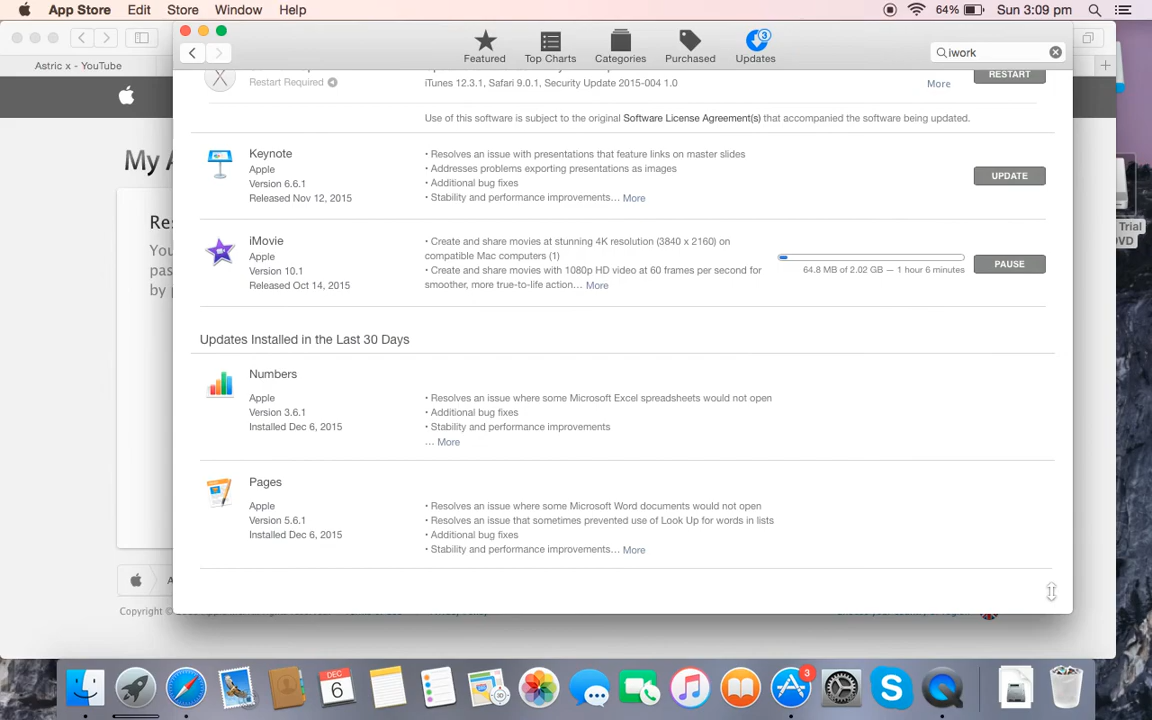 App Store Edit Store Window Help 64% Sun 3:09 pm
Astric x - YouTube
Featured Top Charts Categories Purchased Updates 3 iwork
Restart Required iTunes 12.3.1, Safari 9.0.1, Security Update 2015-004 1.0 More RESTART
Use of this software is subject to the original Software License Agreement(s) that accompanied the software being updated.
My A
Keynote
Apple
Version 6.6.1
Released Nov 12, 2015
• Resolves an issue with presentations that feature links on master slides
• Addresses problems exporting presentations as images
• Additional bug fixes
• Stability and performance improvements... More
UPDATE
Res
You
pas
by p
iMovie
Apple
Version 10.1
Released Oct 14, 2015
• Create and share movies at stunning 4K resolution (3840 x 2160) on
compatible Mac computers (1)
• Create and share movies with 1080p HD video at 60 frames per second for
smoother, more true-to-life action... More
64.8 MB of 2.02 GB — 1 hour 6 minutes
PAUSE
Trial
DVD
Updates Installed in the Last 30 Days
Numbers
Apple
Version 3.6.1
Installed Dec 6, 2015
• Resolves an issue where some Microsoft Excel spreadsheets would not open
• Additional bug fixes
• Stability and performance improvements
... More
Pages
Apple
Version 5.6.1
Installed Dec 6, 2015
• Resolves an issue where some Microsoft Word documents would not open
• Resolves an issue that sometimes prevented use of Look Up for words in lists
• Additional bug fixes
• Stability and performance improvements... More
A
Copyright ©
DEC
6
3